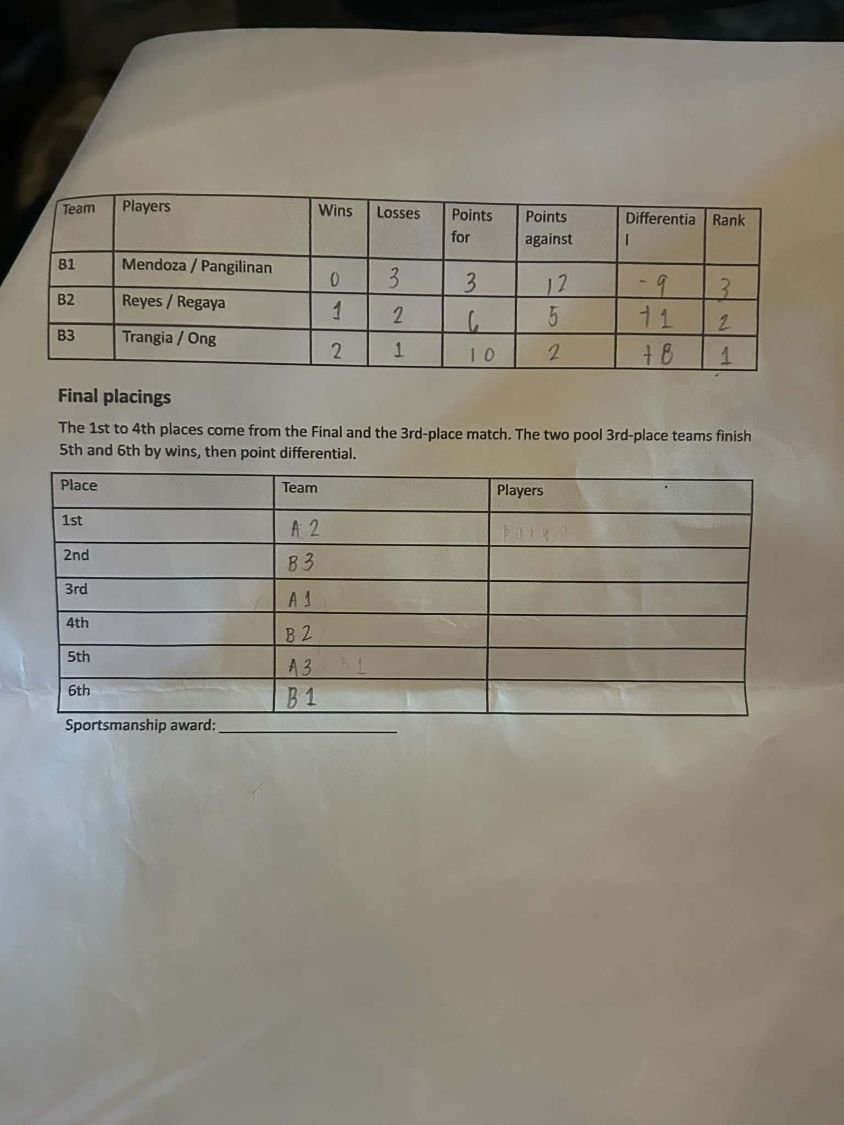 Team Players Wins Losses Points for Points against Differentia l Rank
B1 Mendoza / Pangilinan 0 3 3 12 -9 3
B2 Reyes / Regaya 1 2 6 5 +1 2
B3 Trangia / Ong 2 1 10 2 +8 1
Final placings
The 1st to 4th places come from the Final and the 3rd-place match. The two pool 3rd-place teams finish
5th and 6th by wins, then point differential.
Place Team Players
1st A 2
2nd B3
3rd A1
4th B2
5th A3 B1
6th B1
Sportsmanship award: